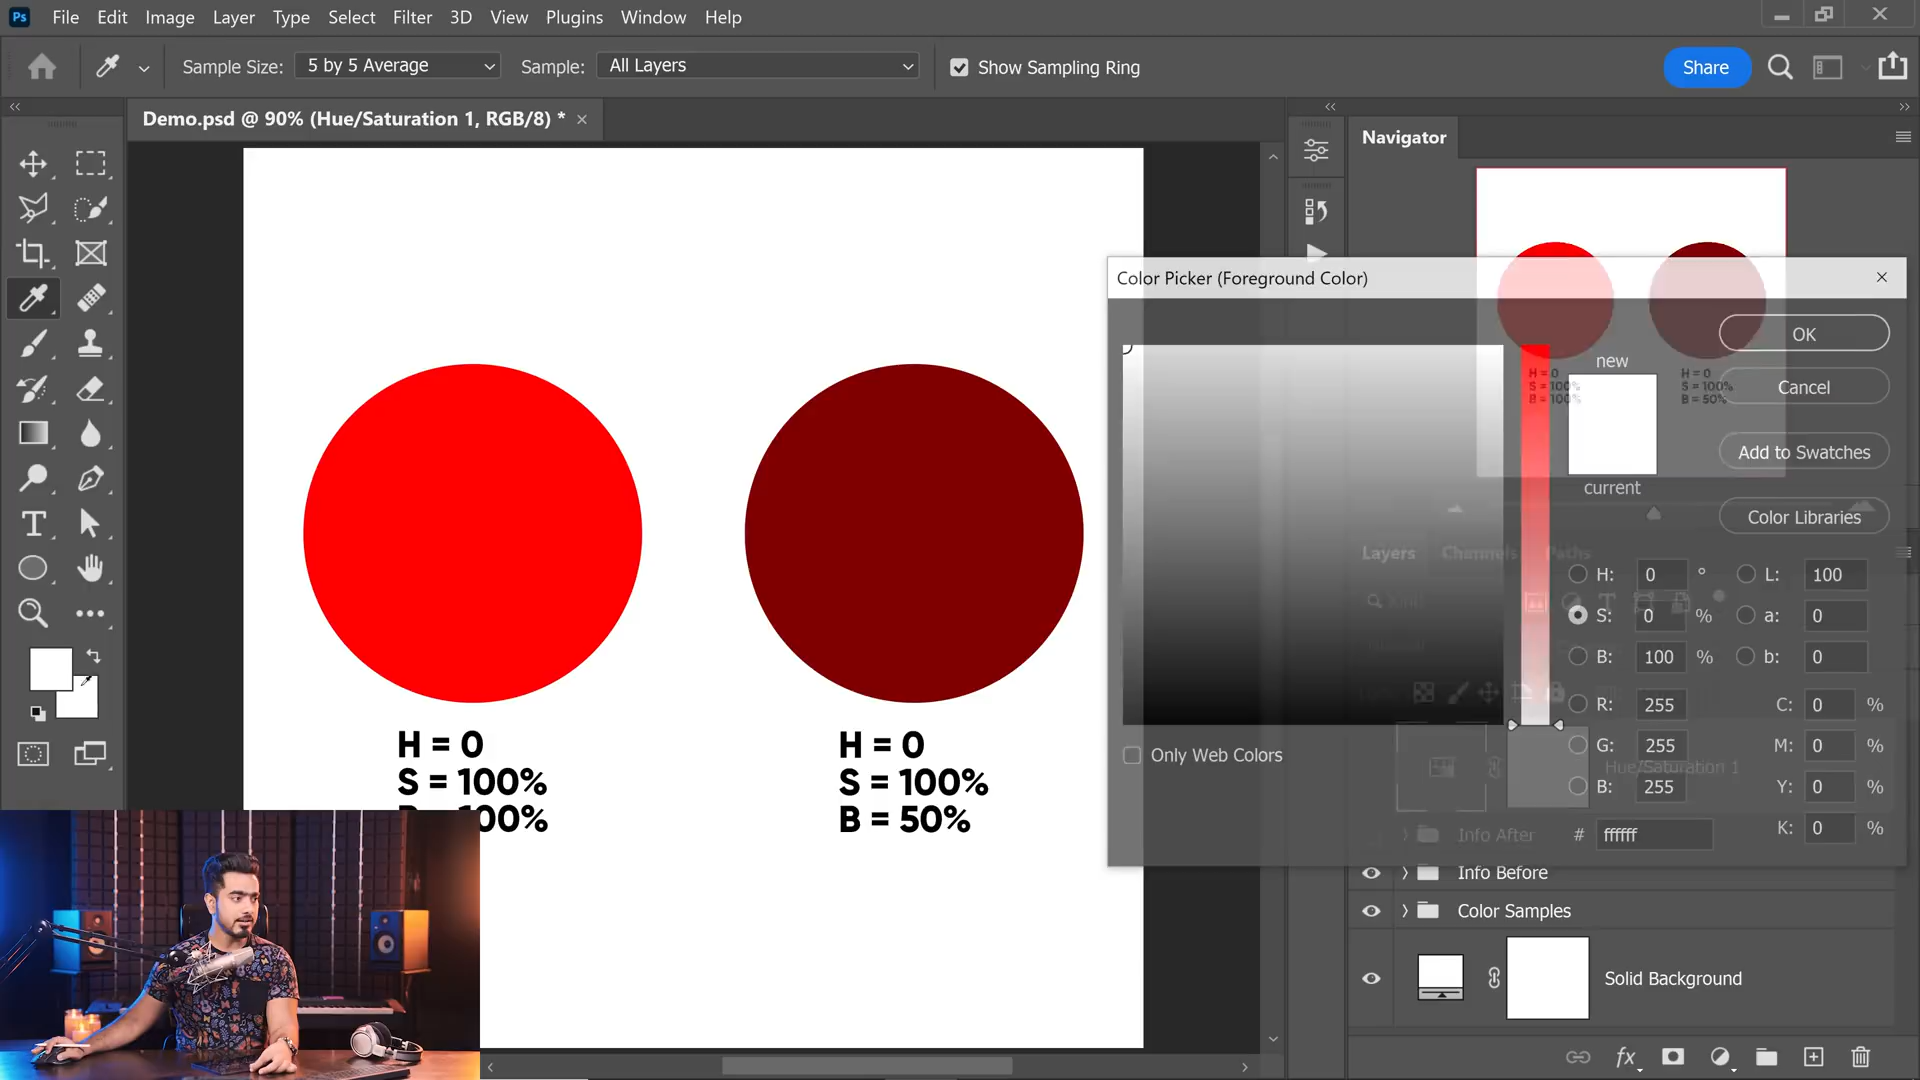 Ps File Edit Image Layer Type Select Filter 3D View Plugins Window Help
Sample Size: 5 by 5 Average Sample: All Layers Show Sampling Ring Share
Demo.psd @ 90% (Hue/Saturation 1, RGB/8) *
Navigator
Color Picker (Foreground Color)
OK
new
H = 0
S = 100%
B = 100%
H = 0
S = 100%
B = 50%
Cancel
Add to Swatches
current
Color Libraries
Layers Channels Paths
H: 0 ° L: 100
S: 0 % a: 0
B: 100 % b: 0
R: 255 C: 0 %
G: 255 M: 0 %
Hue/Saturation 1
B: 255 Y: 0 %
# ffffff K: 0 %
Only Web Colors
H = 0
S = 100%
100%
H = 0
S = 100%
B = 50%
Info After
Info Before
Color Samples
Solid Background
fx